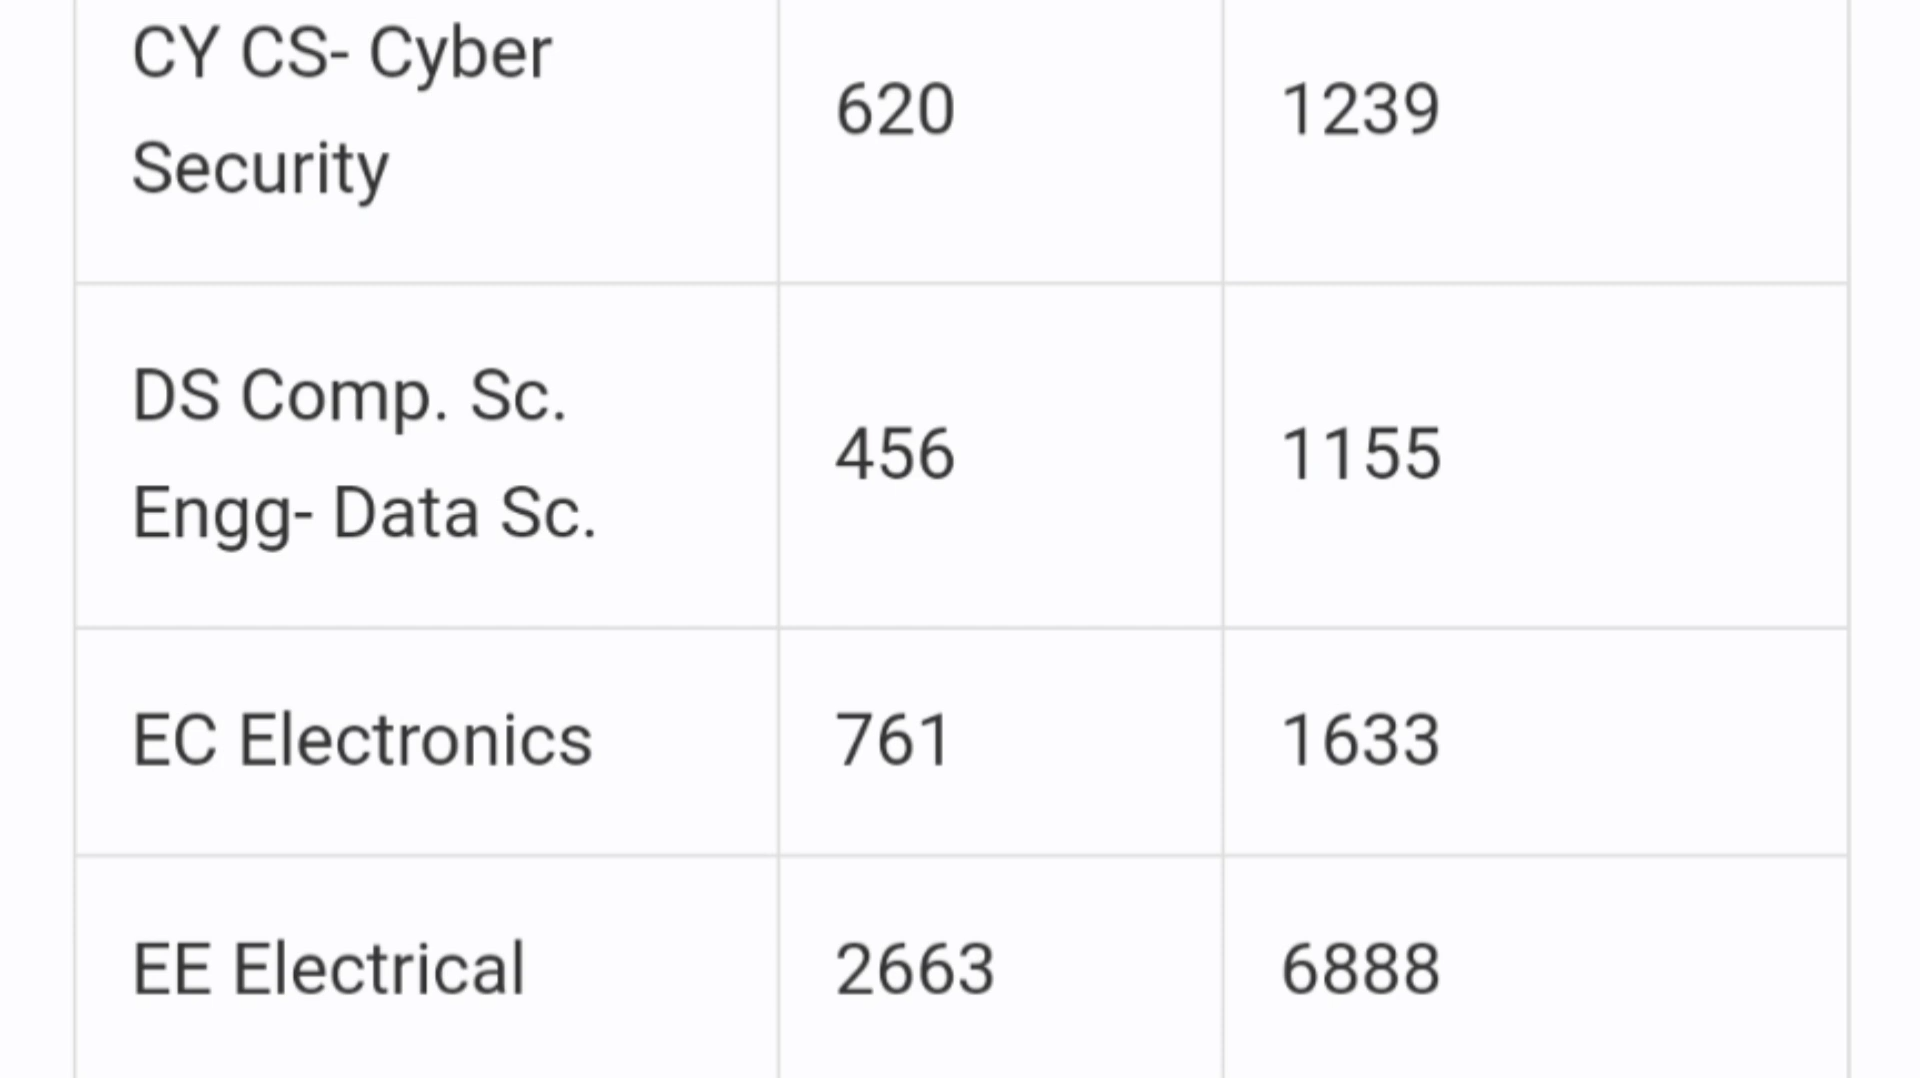 CY CS- Cyber
Security
620
1239
DS Comp. Sc.
Engg- Data Sc.
456
1155
EC Electronics
761
1633
EE Electrical
2663
6888